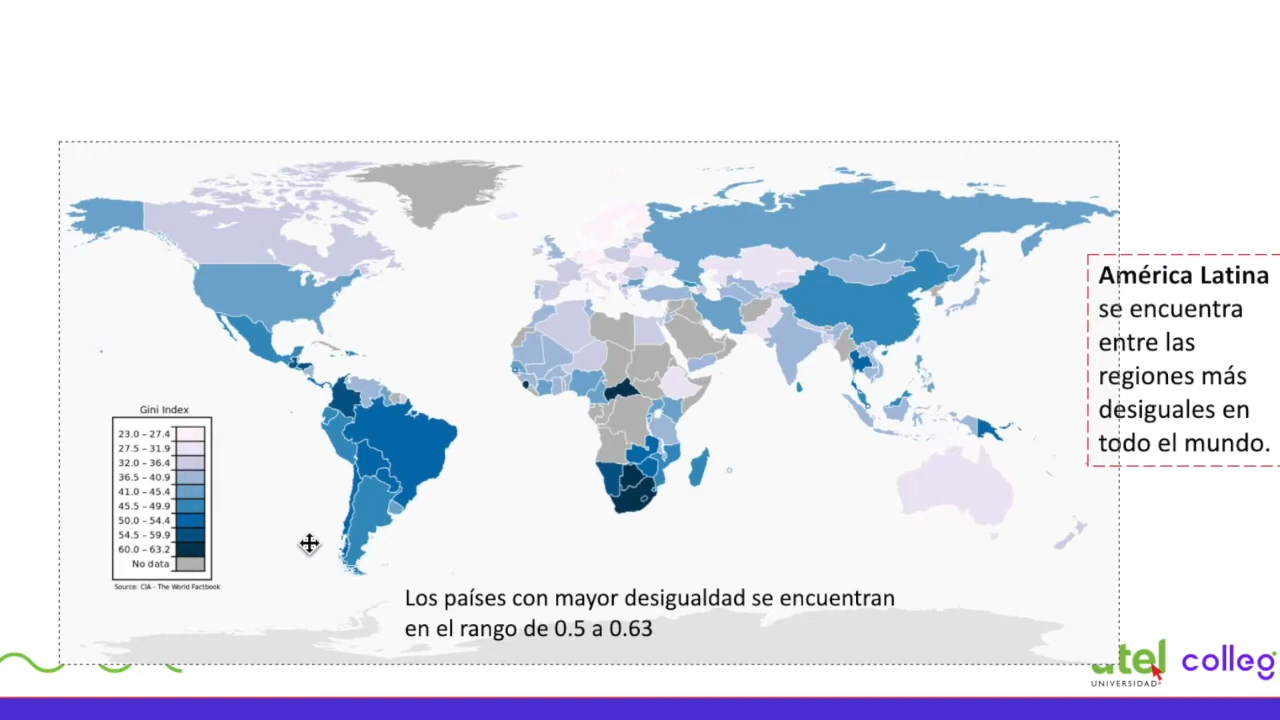 América Latina
se encuentra
entre las
regiones más
desiguales en
todo el mundo.
Gini Index
23.0 – 27.4
27.5 – 31.9
32.0 – 36.4
36.5 – 40.9
41.0 – 45.4
45.5 – 49.9
50.0 – 54.4
54.5 – 59.9
60.0 – 63.2
No data
Source: CIA - The World Factbook
Los países con mayor desigualdad se encuentran
en el rango de 0.5 a 0.63
utel colleg
UNIVERSIDAD